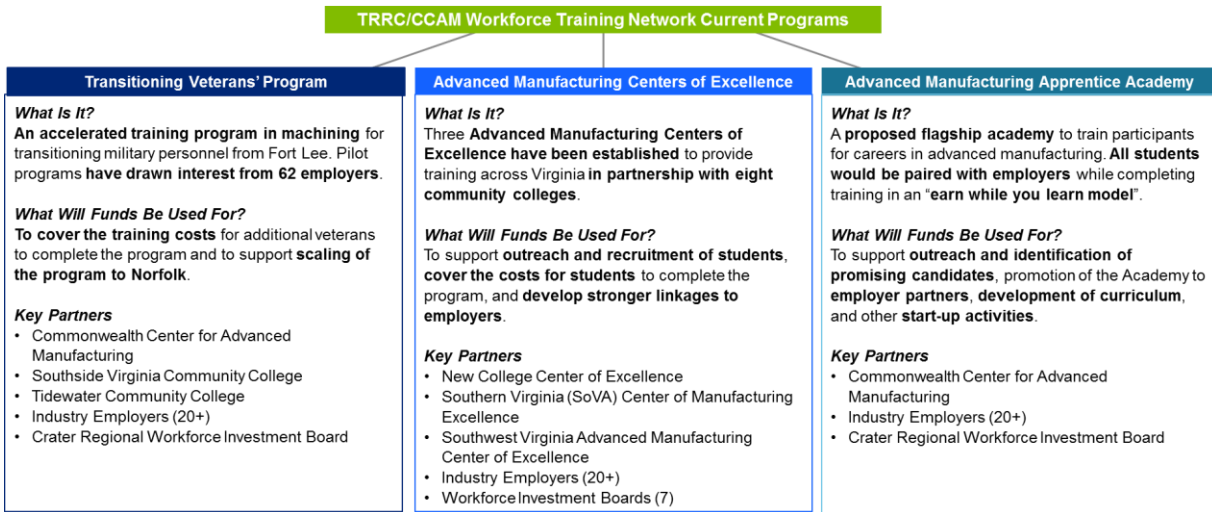 TRRC/CCAM Workforce Training Network Current Programs
Transitioning Veterans' Program
What Is It?
An accelerated training program in machining for
transitioning military personnel from Fort Lee. Pilot
programs have drawn interest from 62 employers.
What Will Funds Be Used For?
To cover the training costs for additional veterans
to complete the program and to support scaling of
the program to Norfolk.
Key Partners
• Commonwealth Center for Advanced
Manufacturing
• Southside Virginia Community College
• Tidewater Community College
• Industry Employers (20+)
• Crater Regional Workforce Investment Board
Advanced Manufacturing Centers of Excellence
What Is It?
Three Advanced Manufacturing Centers of
Excellence have been established to provide
training across Virginia in partnership with eight
community colleges.
What Will Funds Be Used For?
To support outreach and recruitment of students,
cover the costs for students to complete the
program, and develop stronger linkages to
employers.
Key Partners
• New College Center of Excellence
• Southern Virginia (SoVA) Center of Manufacturing
Excellence
• Southwest Virginia Advanced Manufacturing
Center of Excellence
• Industry Employers (20+)
• Workforce Investment Boards (7)
Advanced Manufacturing Apprentice Academy
What Is It?
A proposed flagship academy to train participants
for careers in advanced manufacturing. All students
would be paired with employers while completing
training in an “earn while you learn model”.
What Will Funds Be Used For?
To support outreach and identification of
promising candidates, promotion of the Academy to
employer partners, development of curriculum,
and other start-up activities.
Key Partners
• Commonwealth Center for Advanced
Manufacturing
• Industry Employers (20+)
• Crater Regional Workforce Investment Board